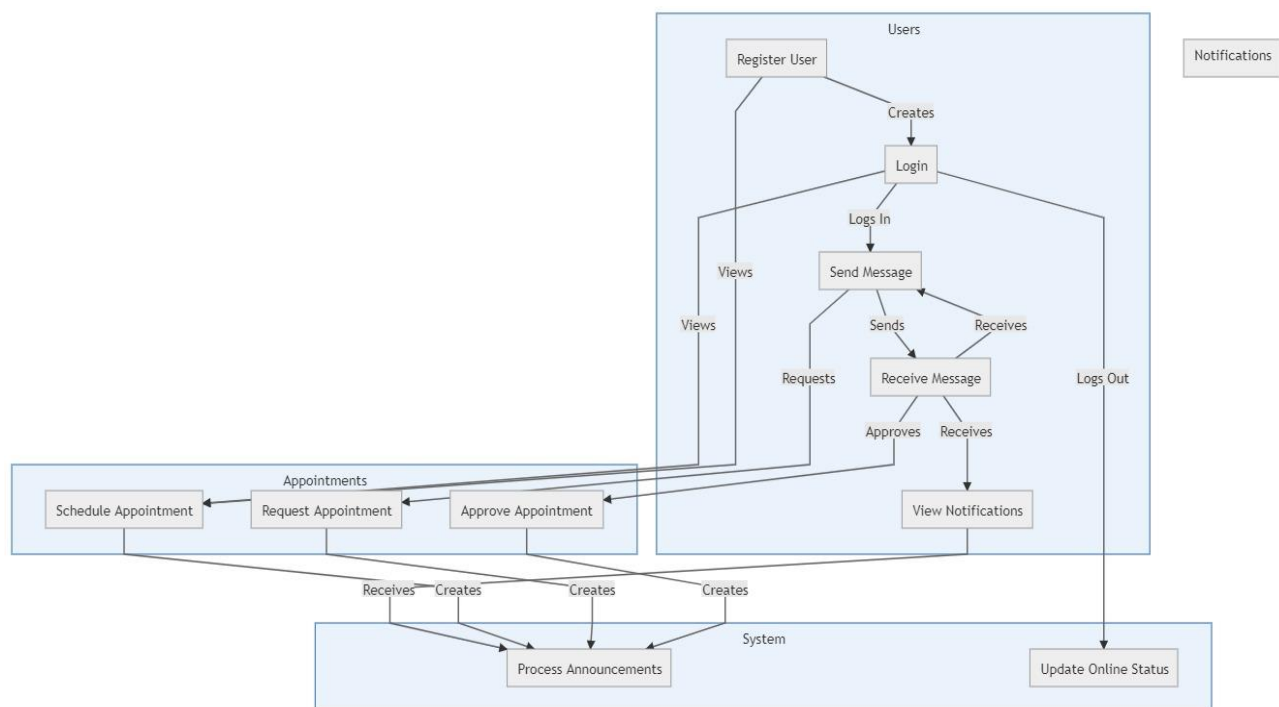 Users
Register User
Notifications
Creates
Login
Logs In
Views
Send Message
Views
Sends
Receives
Requests
Receive Message
Logs Out
Approves
Receives
Appointments
Schedule Appointment
Request Appointment
Approve Appointment
View Notifications
Receives
Creates
Creates
Creates
System
Process Announcements
Update Online Status